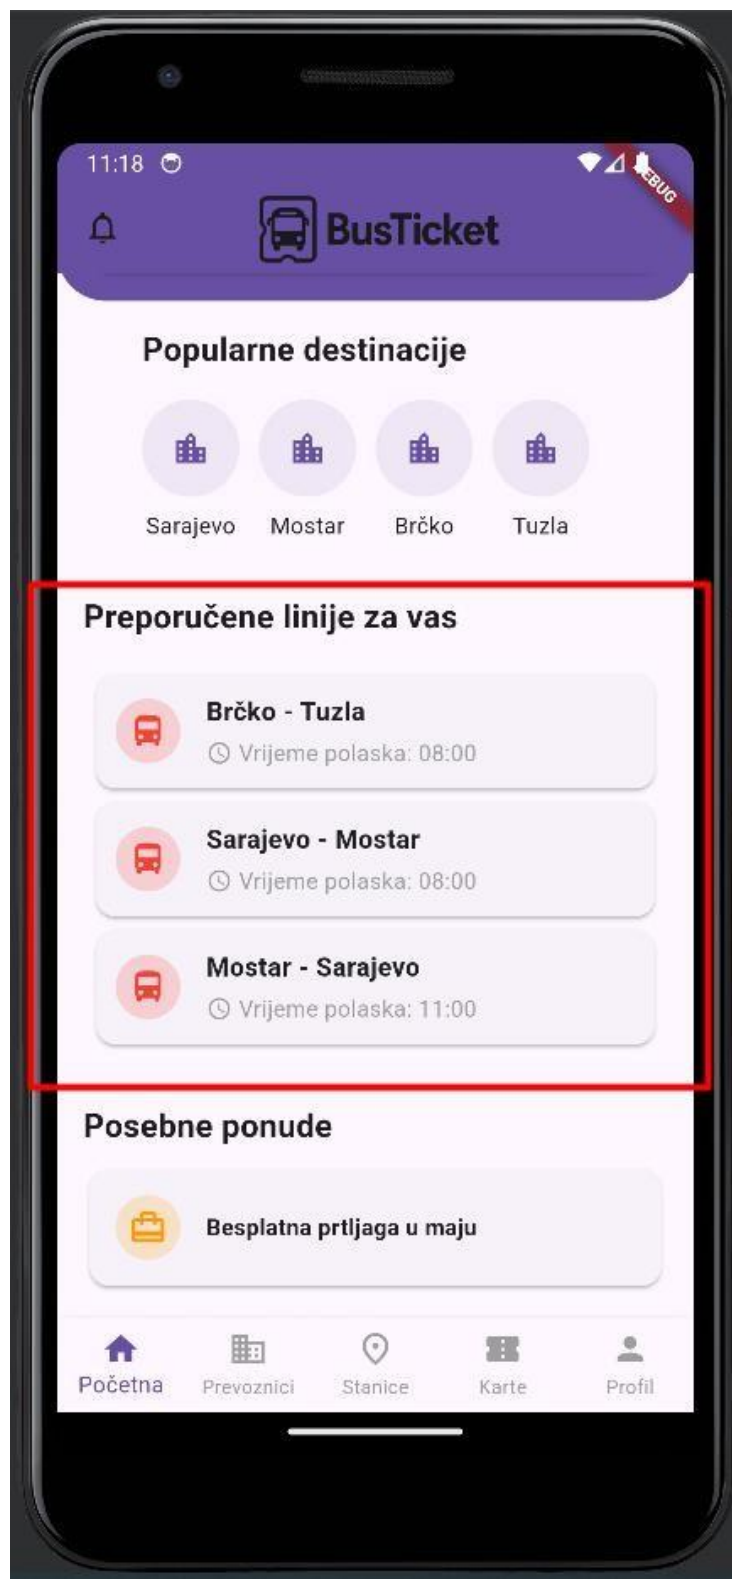 11:18
DEBUG
BusTicket
Popularne destinacije
Sarajevo Mostar Brčko Tuzla
Preporučene linije za vas
Brčko - Tuzla
Vrijeme polaska: 08:00
Sarajevo - Mostar
Vrijeme polaska: 08:00
Mostar - Sarajevo
Vrijeme polaska: 11:00
Posebne ponude
Besplatna prtljaga u maju
Početna Prevoznici Stanice Karte Profil